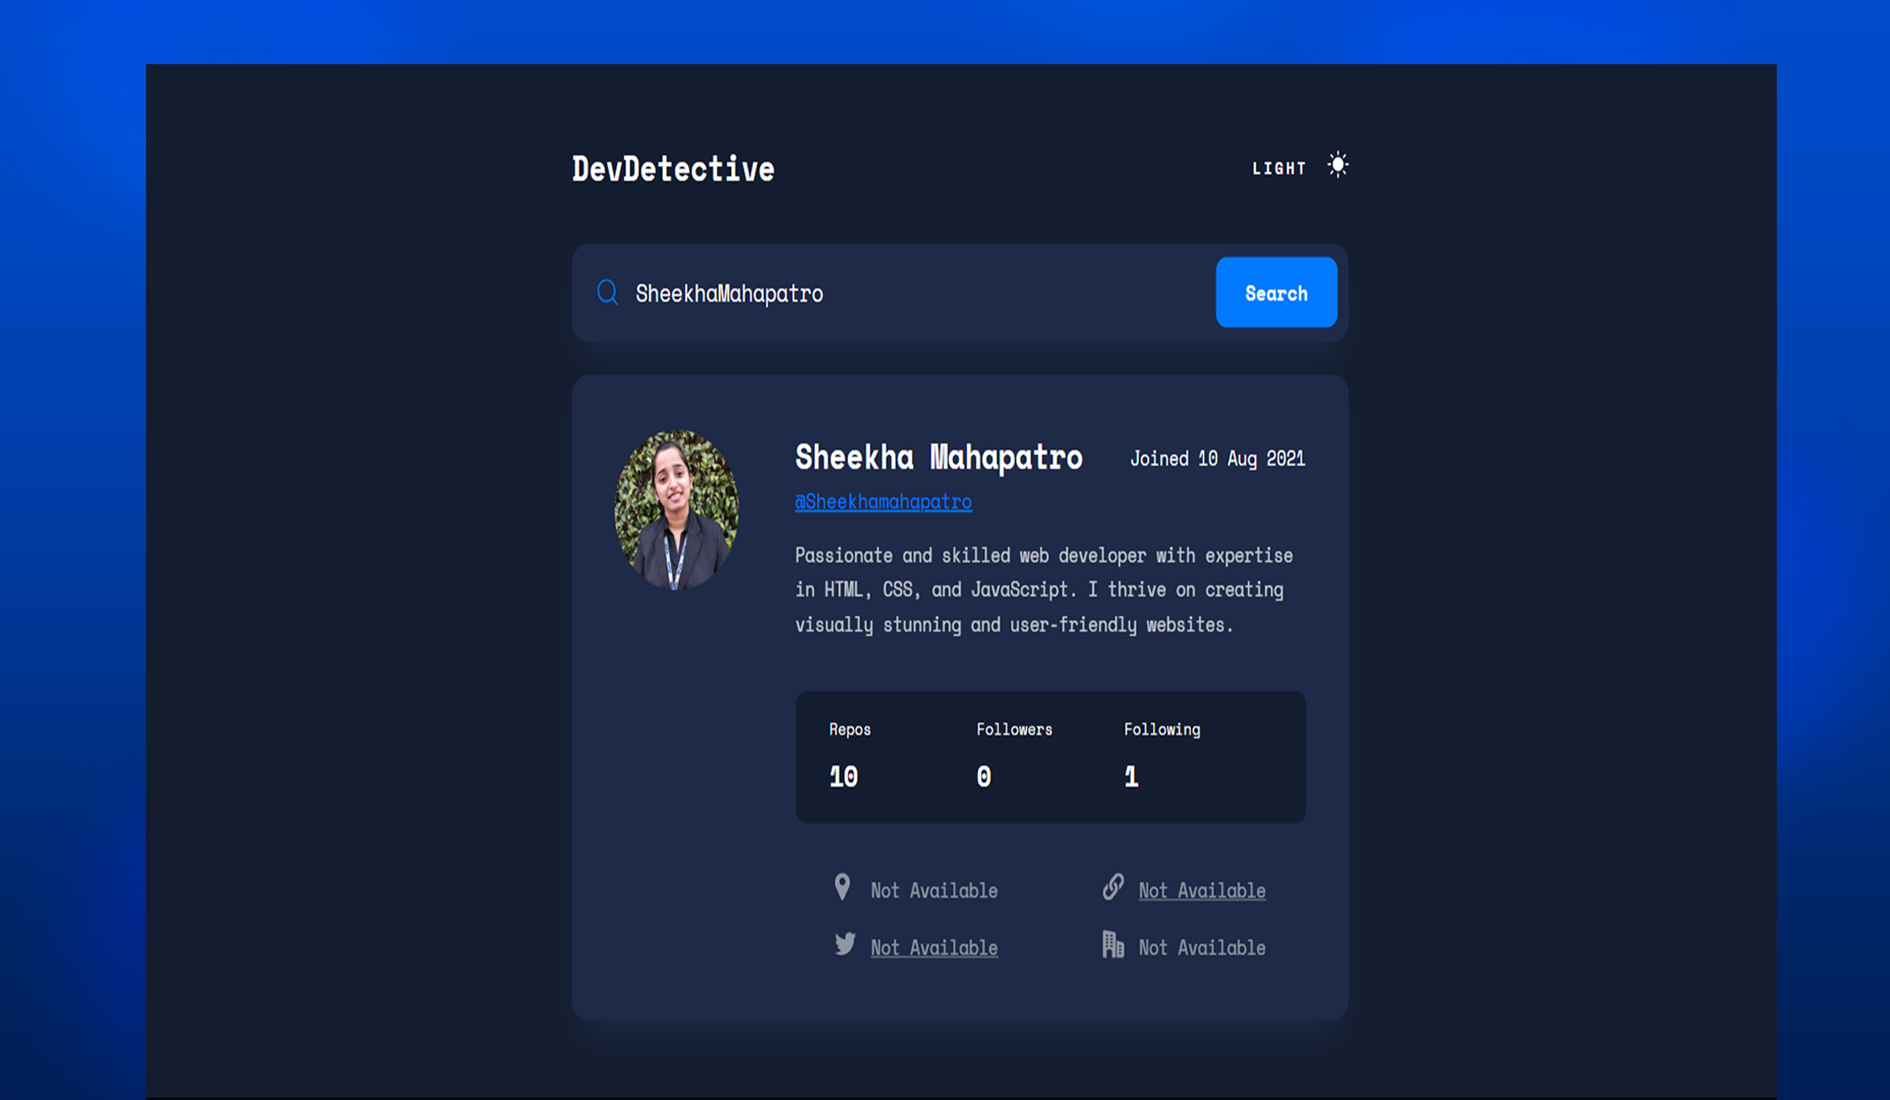 DevDetective
LIGHT
SheekhaMahapatro
Search
Sheekha Mahapatro
Joined 10 Aug 2021
@Sheekhamahapatro
Passionate and skilled web developer with expertise
in HTML, CSS, and JavaScript. I thrive on creating
visually stunning and user-friendly websites.
Repos
Followers
Following
10
0
1
Not Available
Not Available
Not Available
Not Available